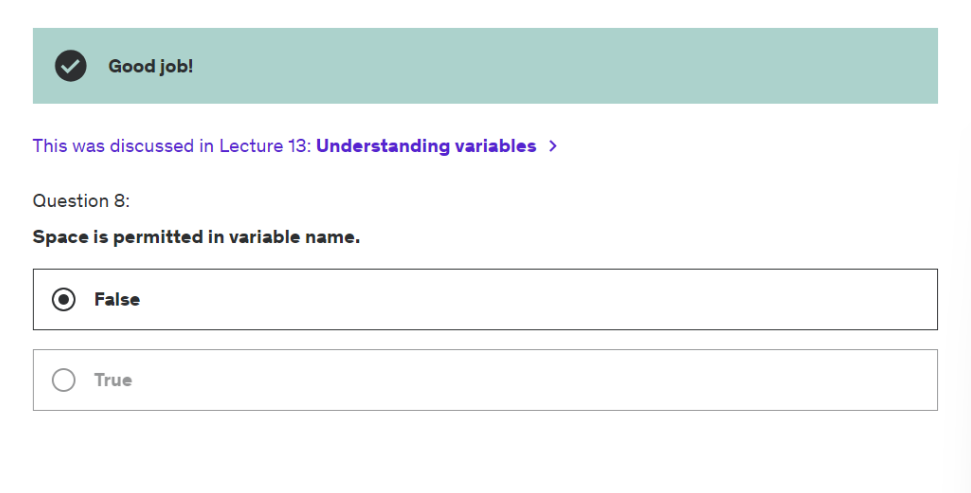 Good job!
This was discussed in Lecture 13: Understanding variables >
Question 8:
Space is permitted in variable name.
False
True